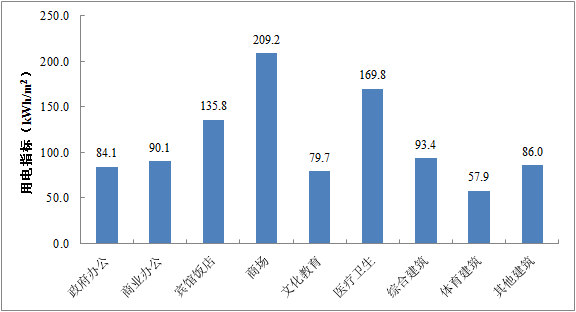 用电指标（kWh/m²）
250.0
200.0
150.0
100.0
50.0
0.0
84.1
90.1
135.8
209.2
79.7
169.8
93.4
57.9
86.0
政府办公
商业办公
宾馆饭店
商场
文化教育
医疗卫生
综合建筑
体育建筑
其他建筑